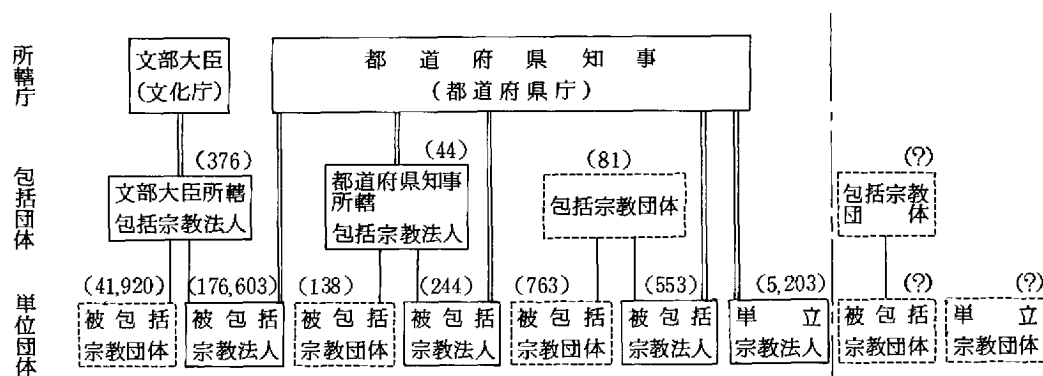 所轄庁
文部大臣
(文化庁)
都道府県知事
(都道府県庁)
包括団体
(376)
文部大臣所轄
包括宗教法人
(44)
都道府県知事
所轄
包括宗教法人
(81)
包括宗教団体
(?)
包括宗教
団体
単位団体
(41,920)
被包括
宗教団体
(176,603)
被包括
宗教法人
(138)
被包括
宗教団体
(244)
被包括
宗教法人
(763)
被包括
宗教団体
(553)
被包括
宗教法人
(5,203)
単立
宗教法人
(?)
被包括
宗教団体
(?)
単立
宗教団体